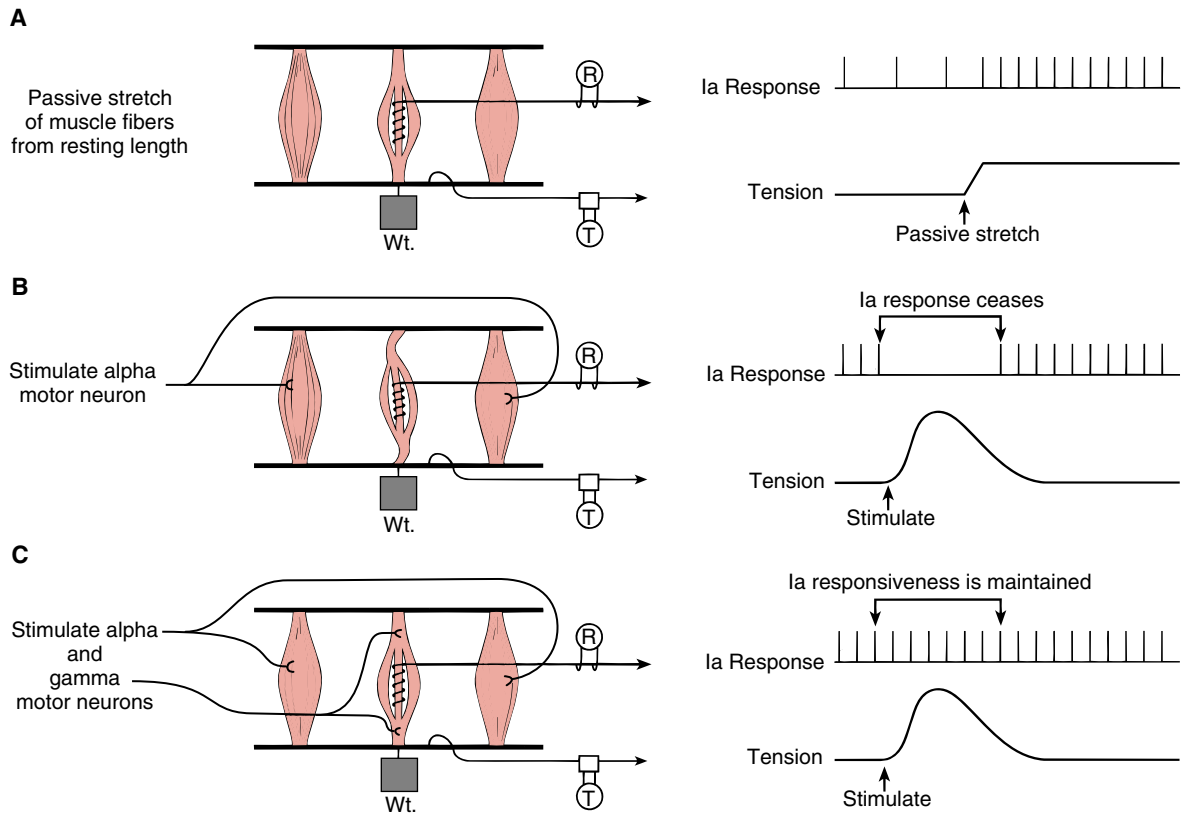 A
Passive stretch
of muscle fibers
from resting length
R
Wt.
T
Ia Response
Tension
Passive stretch
B
Stimulate alpha
motor neuron
R
Wt.
T
Ia response ceases
Ia Response
Tension
Stimulate
C
Stimulate alpha
and
gamma
motor neurons
R
Wt.
T
Ia responsiveness is maintained
Ia Response
Tension
Stimulate